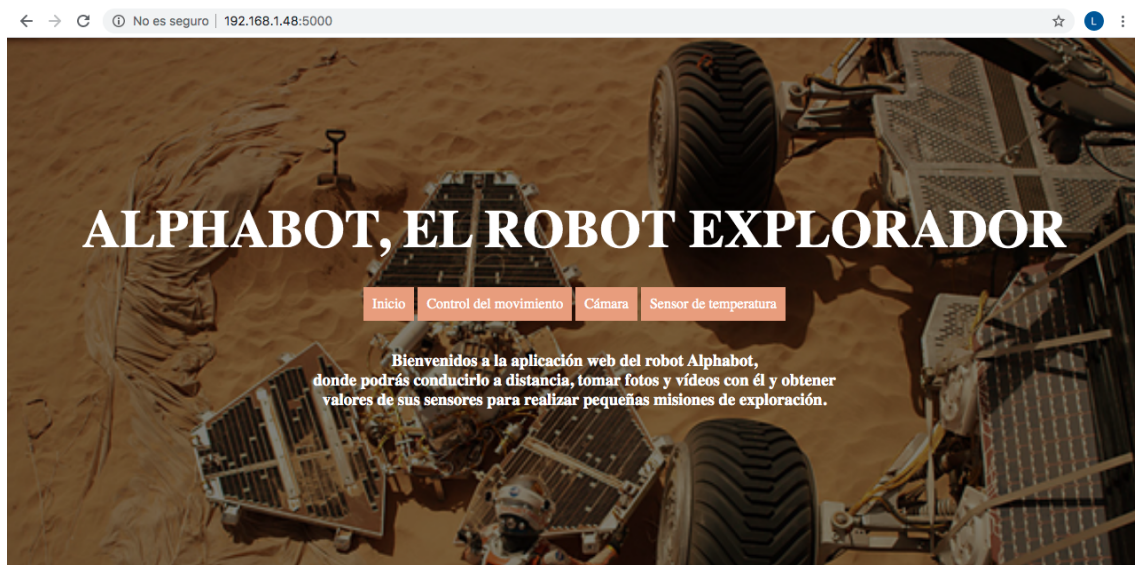 No es seguro | 192.168.1.48:5000
L
ALPHABOT, EL ROBOT EXPLORADOR
Inicio Control del movimiento Cámara Sensor de temperatura
Bienvenidos a la aplicación web del robot Alphabot,
donde podrás conducirlo a distancia, tomar fotos y vídeos con él y obtener
valores de sus sensores para realizar pequeñas misiones de exploración.